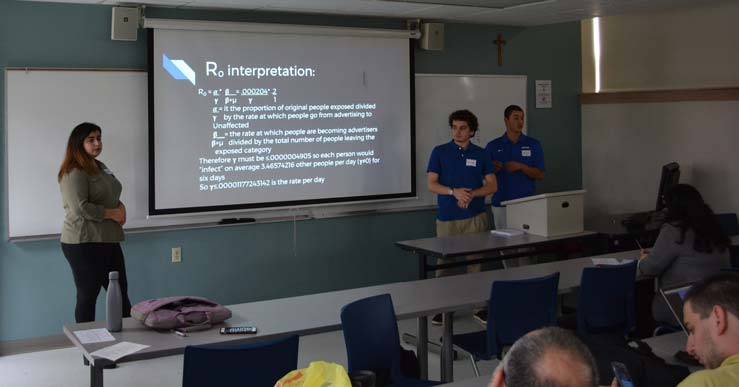 R₀ interpretation:
R₀ = α * β = .000204 * 2
γ β+μ γ 1
α = it the proportion of original people exposed divided
γ by the rate at which people go from advertising to
Unaffected
β = the rate at which people are becoming advertisers
β+μ divided by the total number of people leaving the
exposed category
Therefore γ must be ≤.0000004905 so each person would
"infect" on average 3.46574216 other people per day (γ≠0) for
six days
So γ≤.00001177243142 is the rate per day